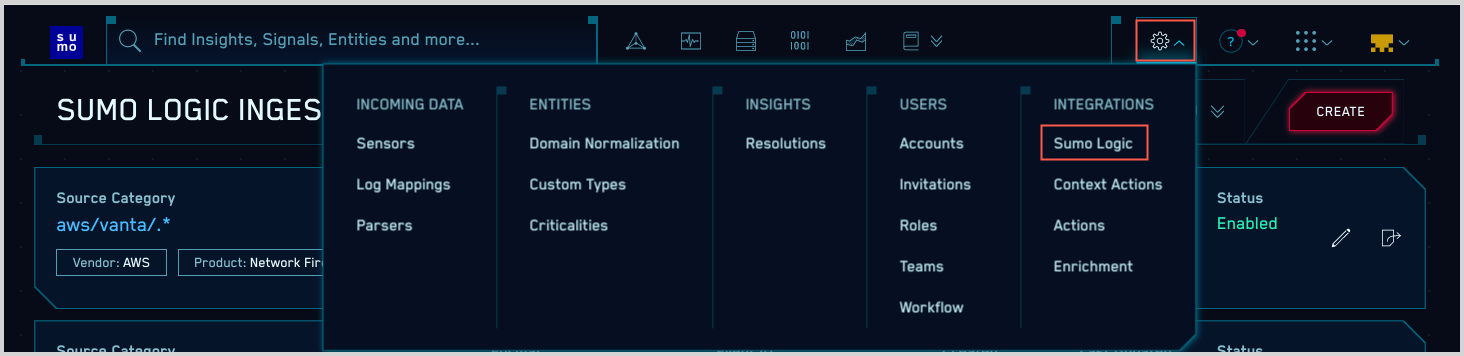 su
mo
Find Insights, Signals, Entities and more...
0101
1001
?
SUMO LOGIC INGES
CREATE
INCOMING DATA
Sensors
Log Mappings
Parsers
ENTITIES
Domain Normalization
Custom Types
Criticalities
INSIGHTS
Resolutions
USERS
Accounts
Invitations
Roles
Teams
Workflow
INTEGRATIONS
Sumo Logic
Context Actions
Actions
Enrichment
Source Category
aws/vanta/.*
Vendor: AWS
Product: Network Fir
Status
Enabled
Source Category
Status